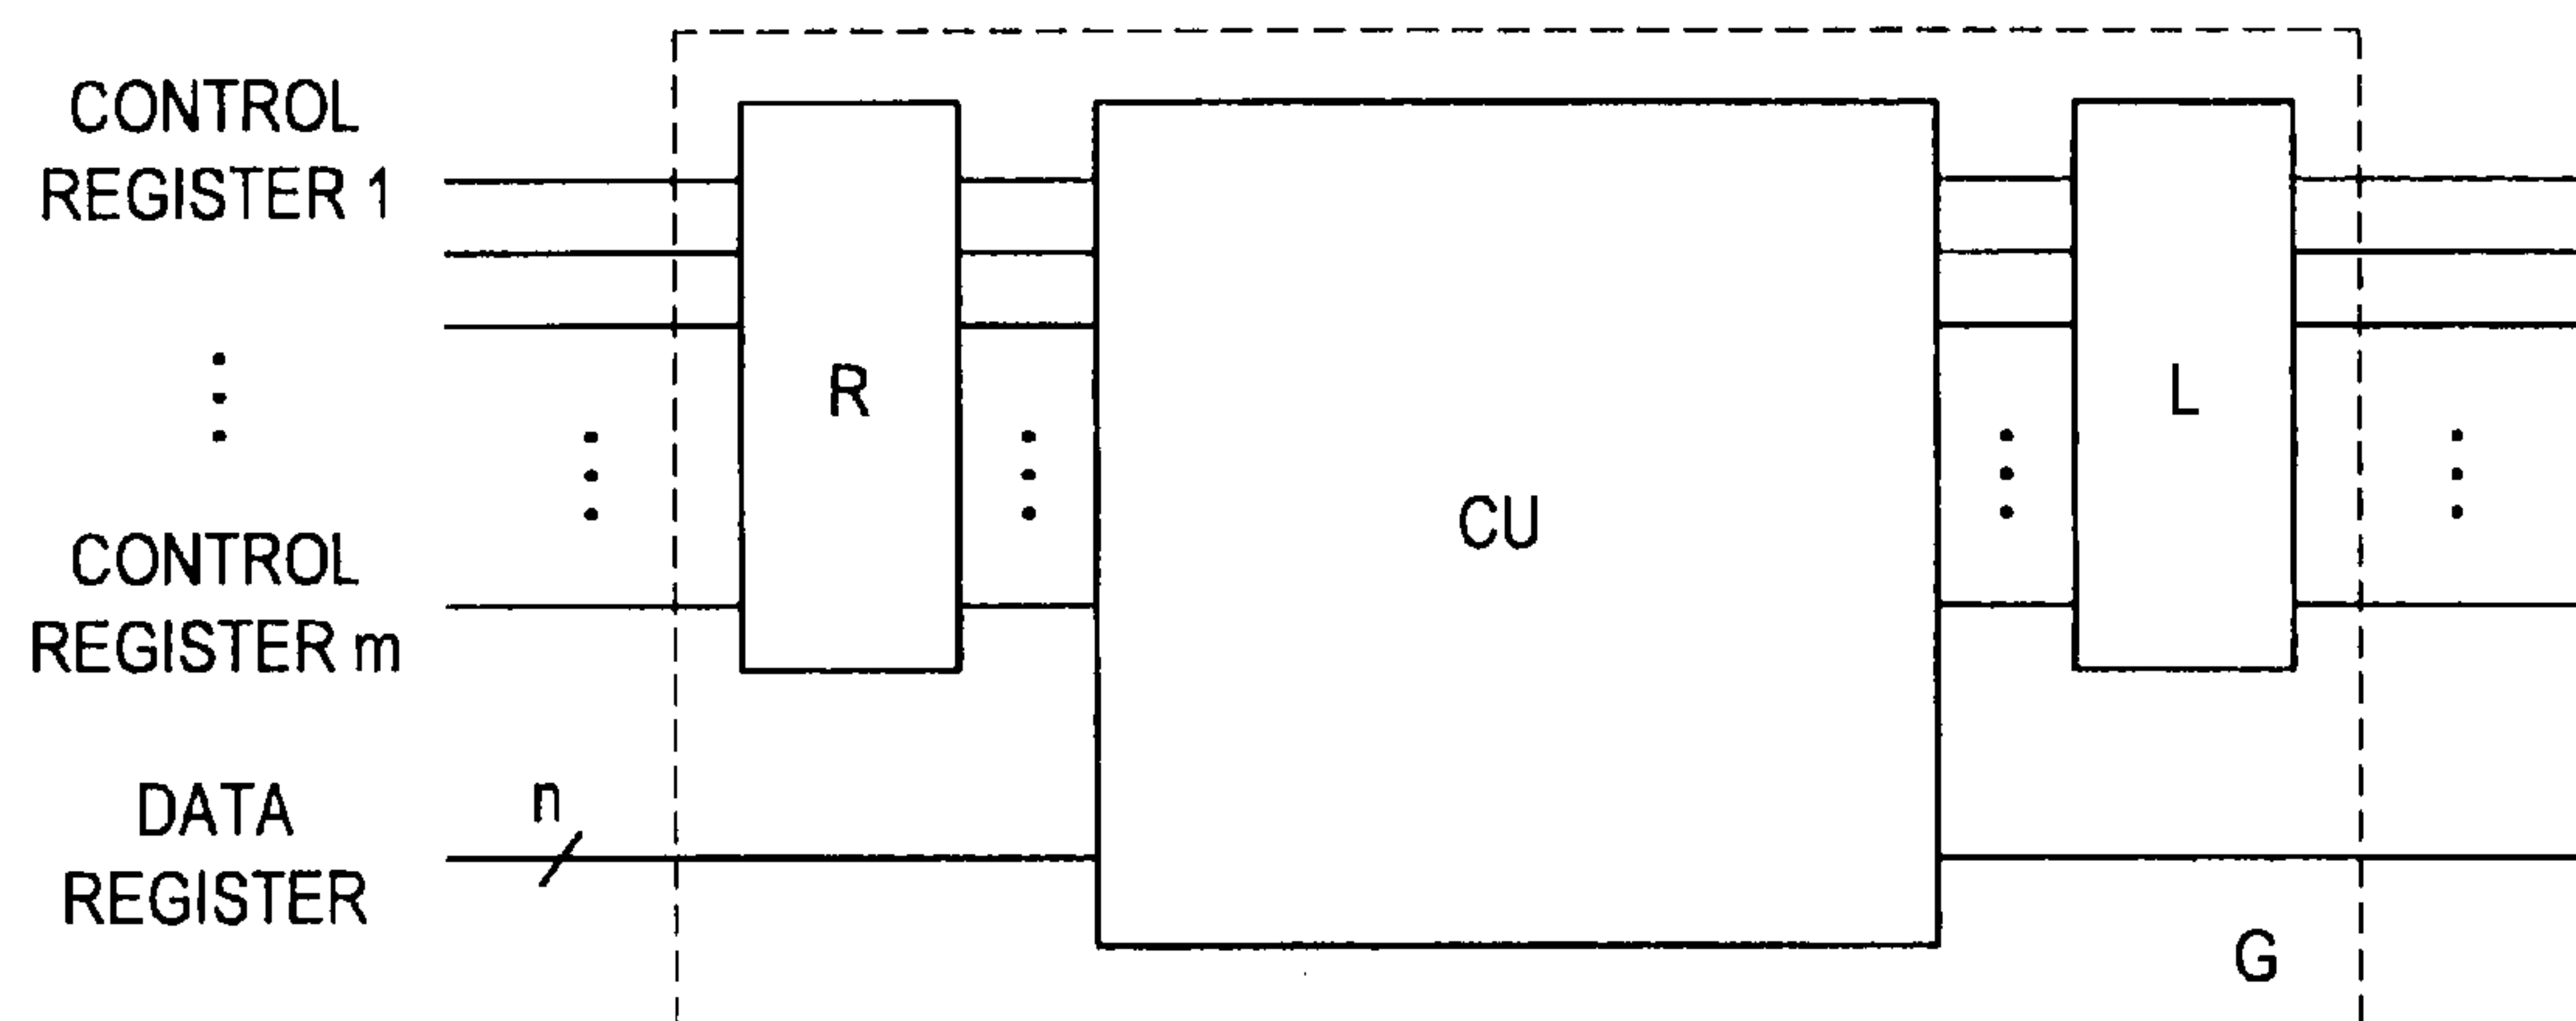 CONTROL
REGISTER 1
R
L
CU
CONTROL
REGISTER m
n
DATA
REGISTER
G